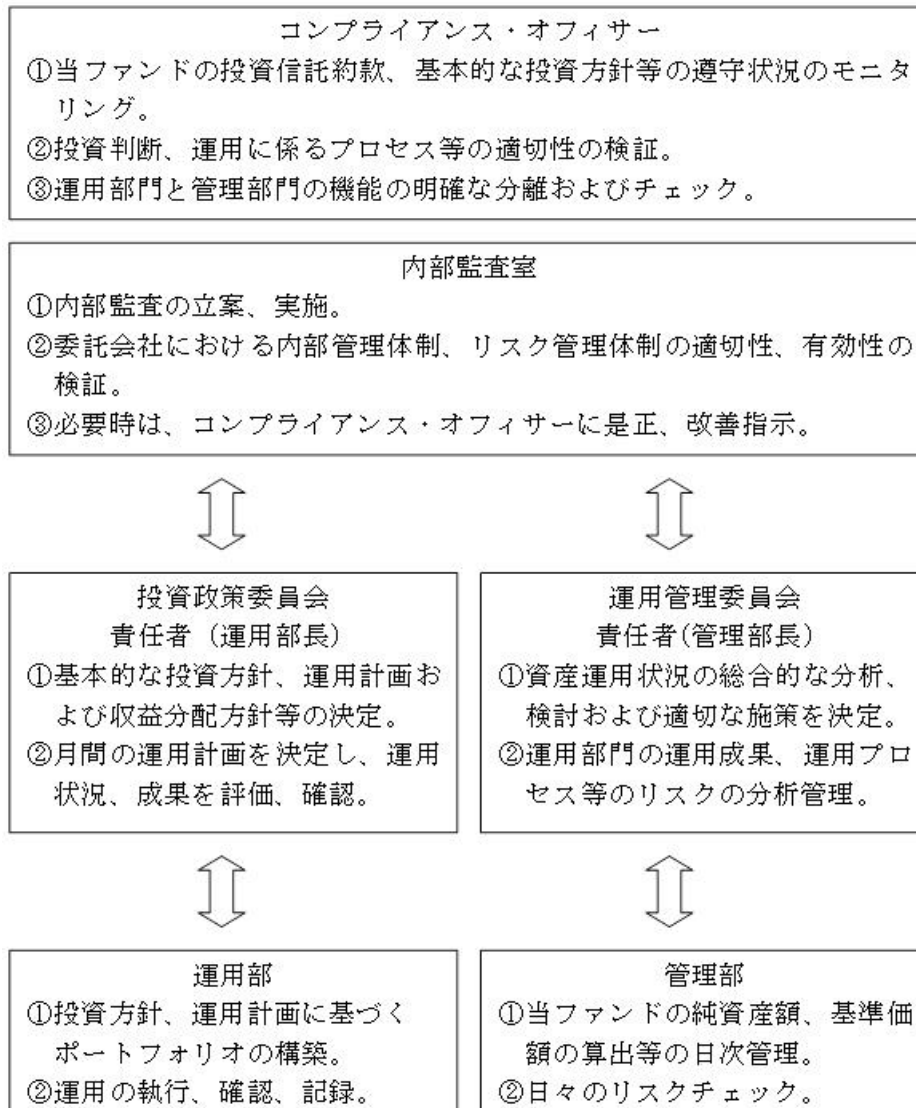 コンプライアンス・オフィサー
①当ファンドの投資信託約款、基本的な投資方針等の遵守状況のモニタ
リング。
②投資判断、運用に係るプロセス等の適切性の検証。
③運用部門と管理部門の機能の明確な分離およびチェック。
内部監査室
①内部監査の立案、実施。
②委託会社における内部管理体制、リスク管理体制の適切性、有効性の
検証。
③必要時は、コンプライアンス・オフィサーに是正、改善指示。
投資政策委員会
責任者（運用部長）
①基本的な投資方針、運用計画お
よび収益分配方針等の決定。
②月間の運用計画を決定し、運用
状況、成果を評価、確認。
運用管理委員会
責任者(管理部長)
①資産運用状況の総合的な分析、
検討および適切な施策を決定。
②運用部門の運用成果、運用プロ
セス等のリスクの分析管理。
運用部
①投資方針、運用計画に基づく
ポートフォリオの構築。
②運用の執行、確認、記録。
管理部
①当ファンドの純資産額、基準価
額の算出等の日次管理。
②日々のリスクチェック。